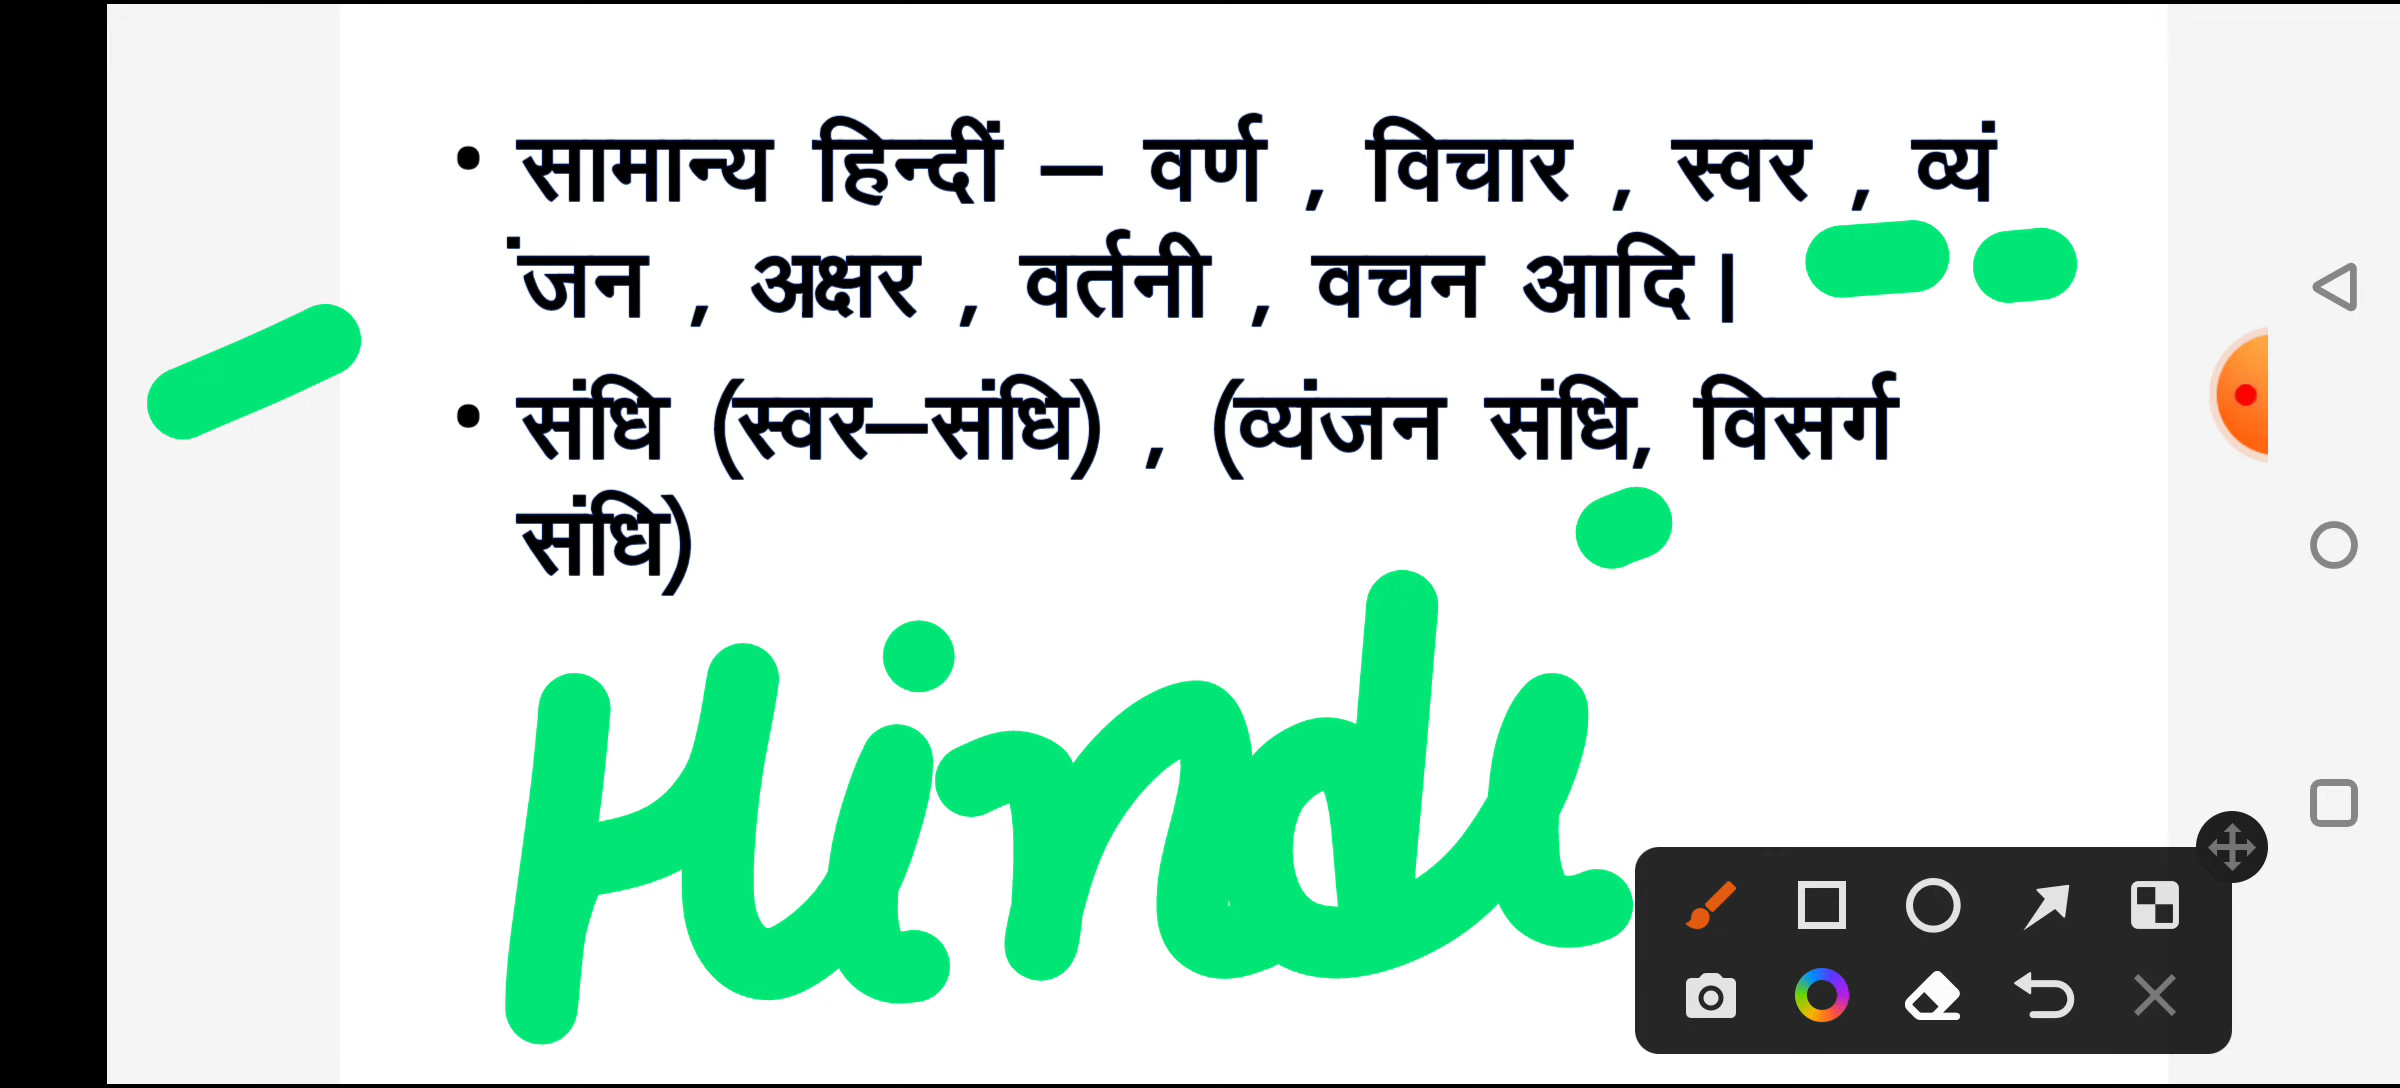 • सामान्य हिन्दीं – वर्ण , विचार , स्वर , व्यं
ंजन , अक्षर , वर्तनी , वचन आदि |
• संधि (स्वर–संधि) , (व्यंजन संधि, विसर्ग
संधि)
Hindi